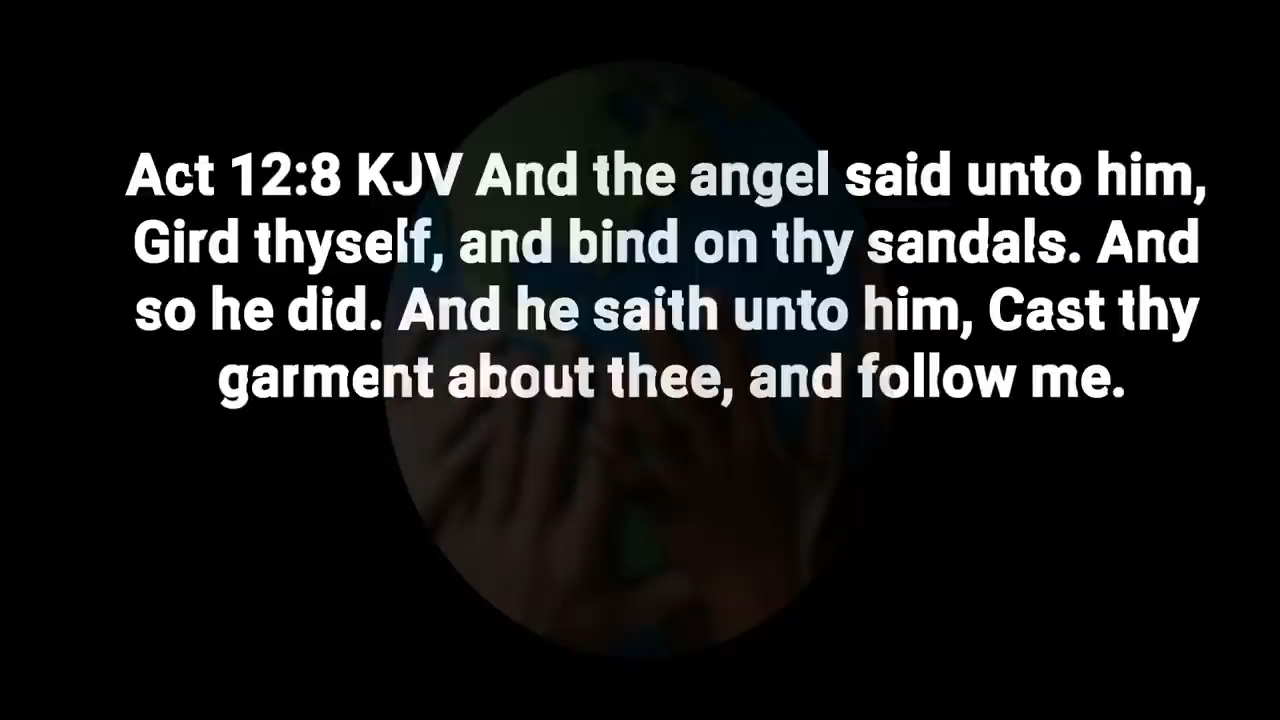 Act 12:8 KJV And the angel said unto him,
Gird thyself, and bind on thy sandals. And
so he did. And he saith unto him, Cast thy
garment about thee, and follow me.